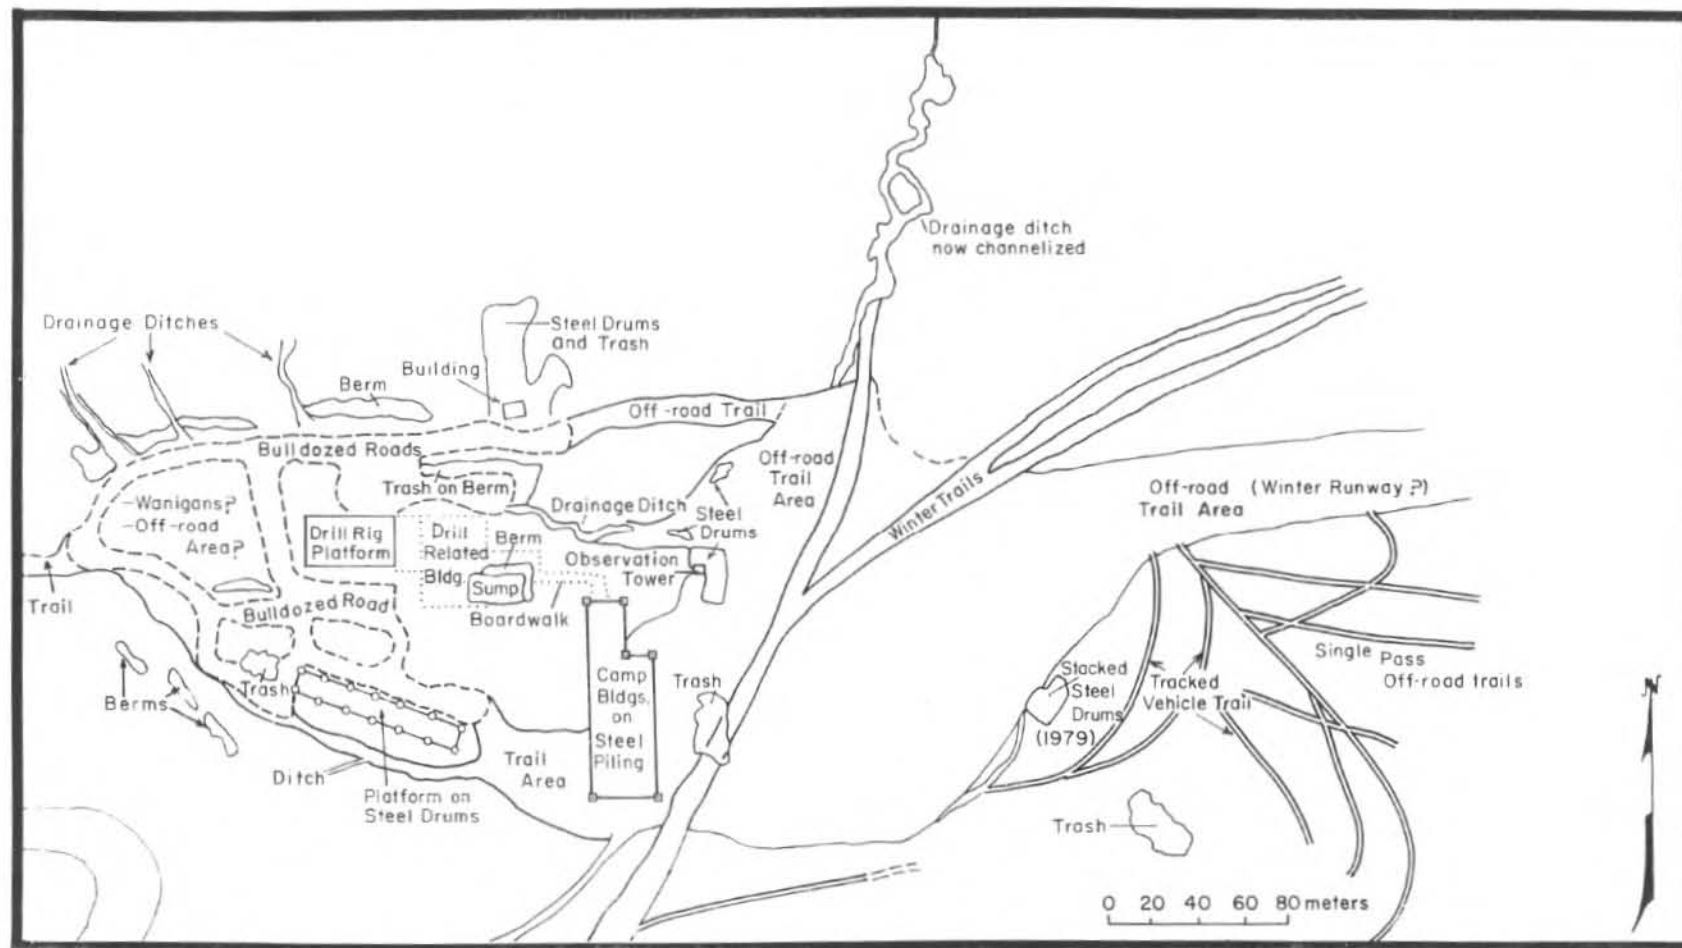 Drainage ditch
now channelized
Drainage Ditches
Steel Drums
and Trash
Building
Berm
Off-road Trail
Bulldozed Roads
Off-road
Trail
Area
Trash on Berm
-Wanigans?
-Off-road
Area?
Drainage Ditch
Steel
Drums
Winter Trails
Off-road (Winter Runway?)
Trail Area
Drill Rig
Platform
Drill
Related
Bldg.
Berm
Sump
Observation
Tower
Boardwalk
Trail
Bulldozed Road
Single Pass
Off-road trails
Trash
Berms
Camp
Bldgs.
on
Steel
Piling
Trash
Stacked
Steel
Drums
(1979)
Tracked
Vehicle Trail
N
Ditch
Trail
Area
Platform on
Steel Drums
Trash
0 20 40 60 80 meters